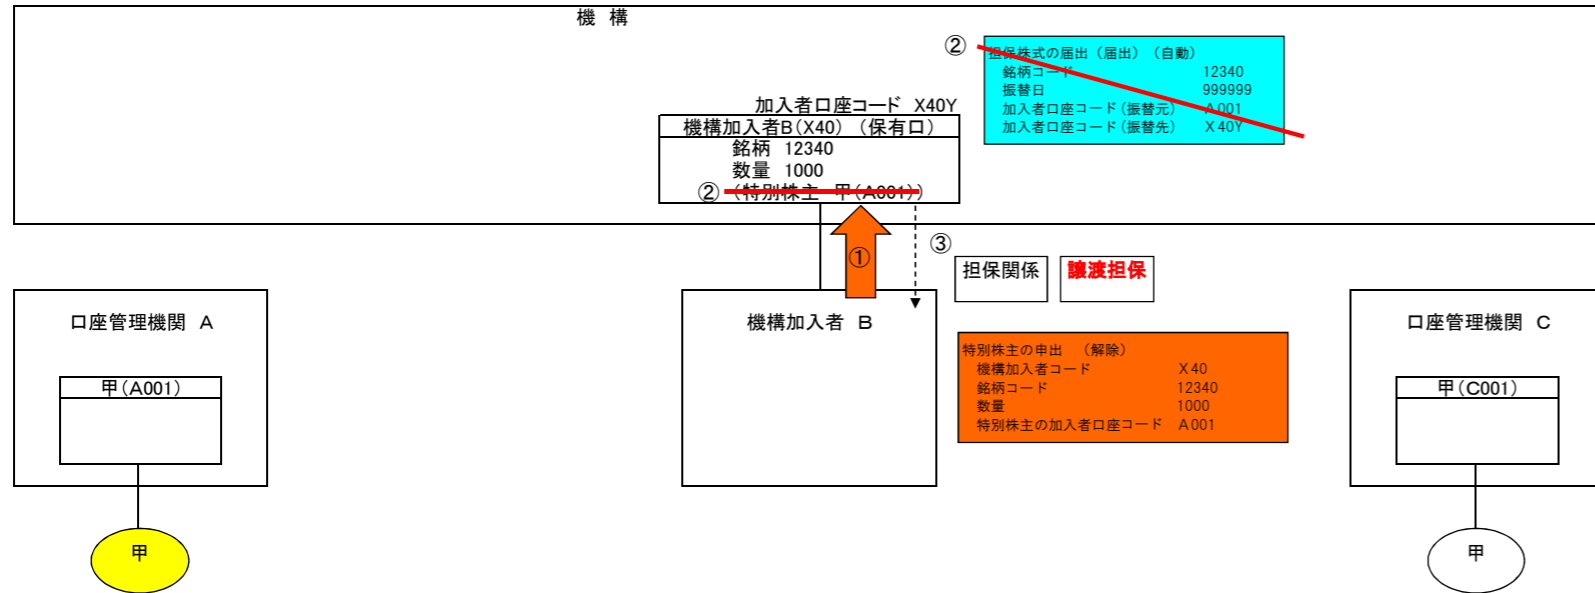 機 構
②
担保株式の届出（届出）（自動）
銘柄コード 12340
振替日 999999
加入者口座コード（振替元） A001
加入者口座コード（振替先） X40Y
加入者口座コード X40Y
機構加入者B（X40）（保有口）
銘柄 12340
数量 1000
② （特別株主 甲（A001））
①
③
担保関係
譲渡担保
口座管理機関 A
甲（A001）
甲
機構加入者 B
特別株主の申出 （解除）
機構加入者コード X40
銘柄コード 12340
数量 1000
特別株主の加入者口座コード A001
口座管理機関 C
甲（C001）
甲